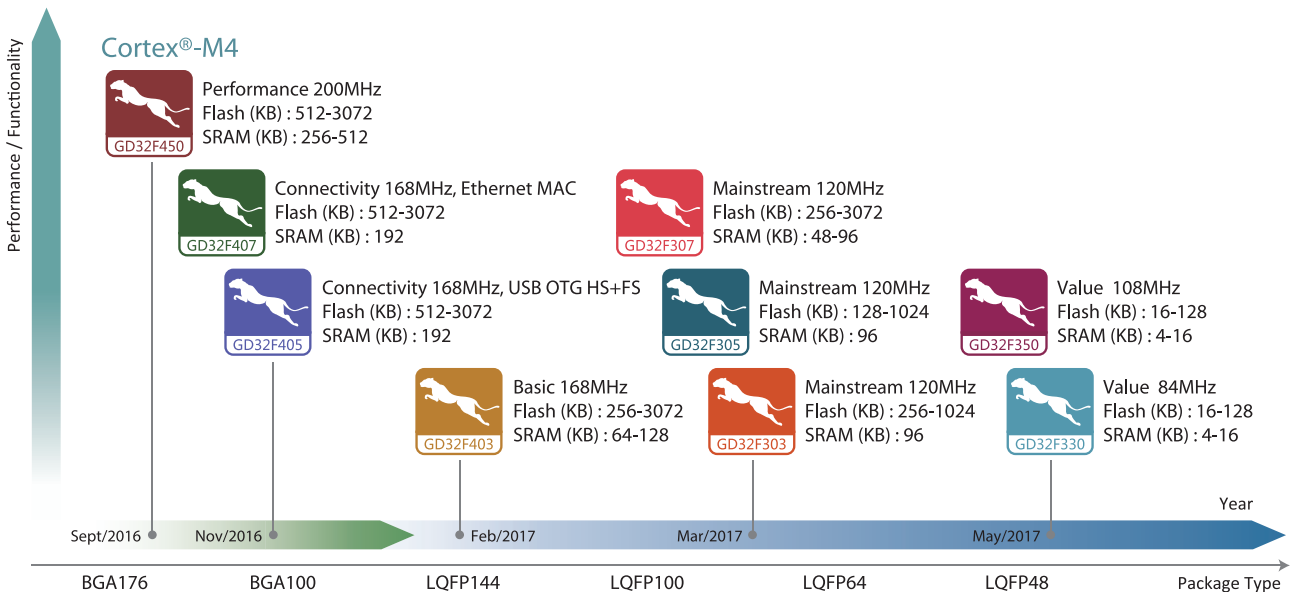 Performance / Functionality
Cortex®-M4
GD32F450
Performance 200MHz
Flash (KB) : 512-3072
SRAM (KB) : 256-512
GD32F407
Connectivity 168MHz, Ethernet MAC
Flash (KB) : 512-3072
SRAM (KB) : 192
GD32F307
Mainstream 120MHz
Flash (KB) : 256-3072
SRAM (KB) : 48-96
GD32F405
Connectivity 168MHz, USB OTG HS+FS
Flash (KB) : 512-3072
SRAM (KB) : 192
GD32F305
Mainstream 120MHz
Flash (KB) : 128-1024
SRAM (KB) : 96
GD32F350
Value 108MHz
Flash (KB) : 16-128
SRAM (KB) : 4-16
GD32F403
Basic 168MHz
Flash (KB) : 256-3072
SRAM (KB) : 64-128
GD32F303
Mainstream 120MHz
Flash (KB) : 256-1024
SRAM (KB) : 96
GD32F330
Value 84MHz
Flash (KB) : 16-128
SRAM (KB) : 4-16
Year
Sept/2016 Nov/2016 Feb/2017 Mar/2017 May/2017
BGA176 BGA100 LQFP144 LQFP100 LQFP64 LQFP48 Package Type